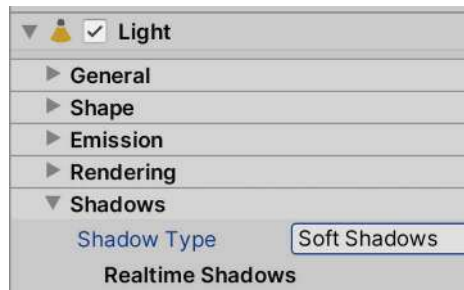 Light
General
Shape
Emission
Rendering
Shadows
Shadow Type Soft Shadows
Realtime Shadows